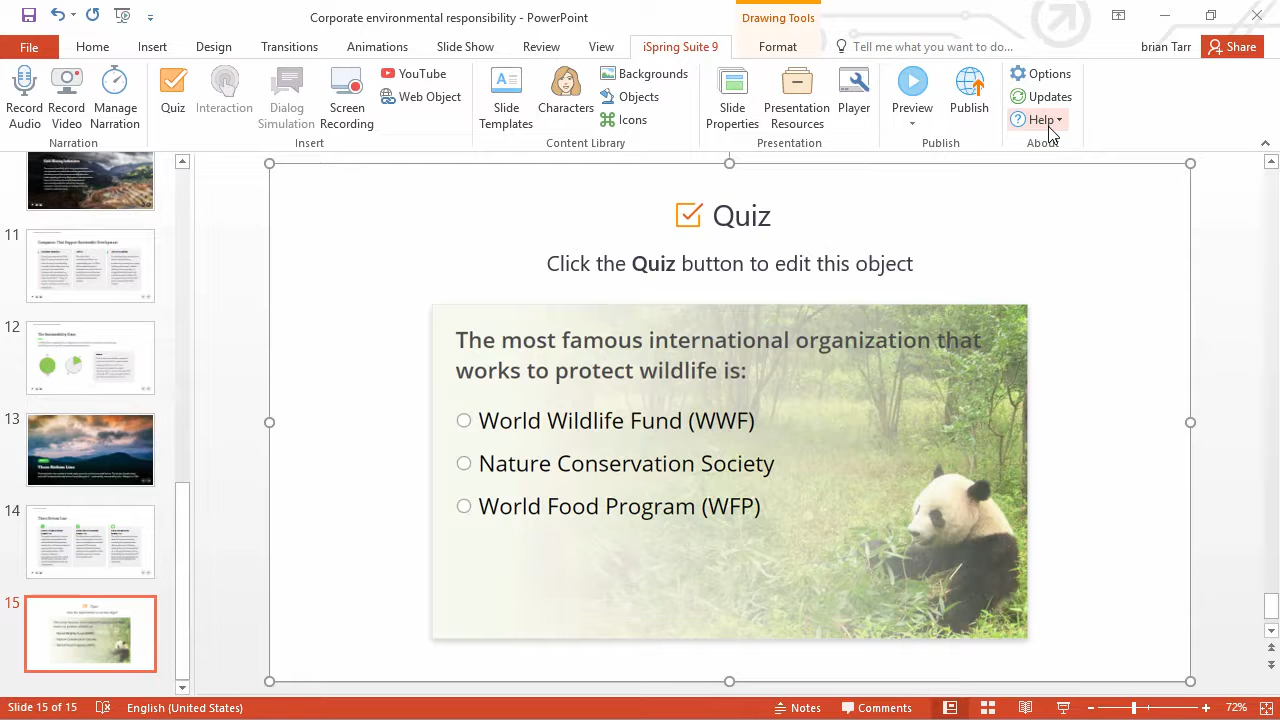 Corporate environmental responsibility - PowerPoint
Drawing Tools
File
Home
Insert
Design
Transitions
Animations
Slide Show
Review
View
iSpring Suite 9
Format
Tell me what you want to do...
brian Tarr
Share
Record Audio
Record Video
Manage Narration
Narration
Quiz
Interaction
Dialog Simulation
Screen Recording
YouTube
Web Object
Insert
Slide Templates
Characters
Backgrounds
Objects
Icons
Content Library
Slide Properties
Presentation Resources
Player
Presentation
Preview
Publish
Publish
Options
Updates
Help
11
12
13
14
15
Quiz
Click the Quiz button to edit this object
The most famous international organization that
works to protect wildlife is:
World Wildlife Fund (WWF)
Nature Conservation Society
World Food Program (WFP)
Slide 15 of 15
English (United States)
Notes
Comments
72%